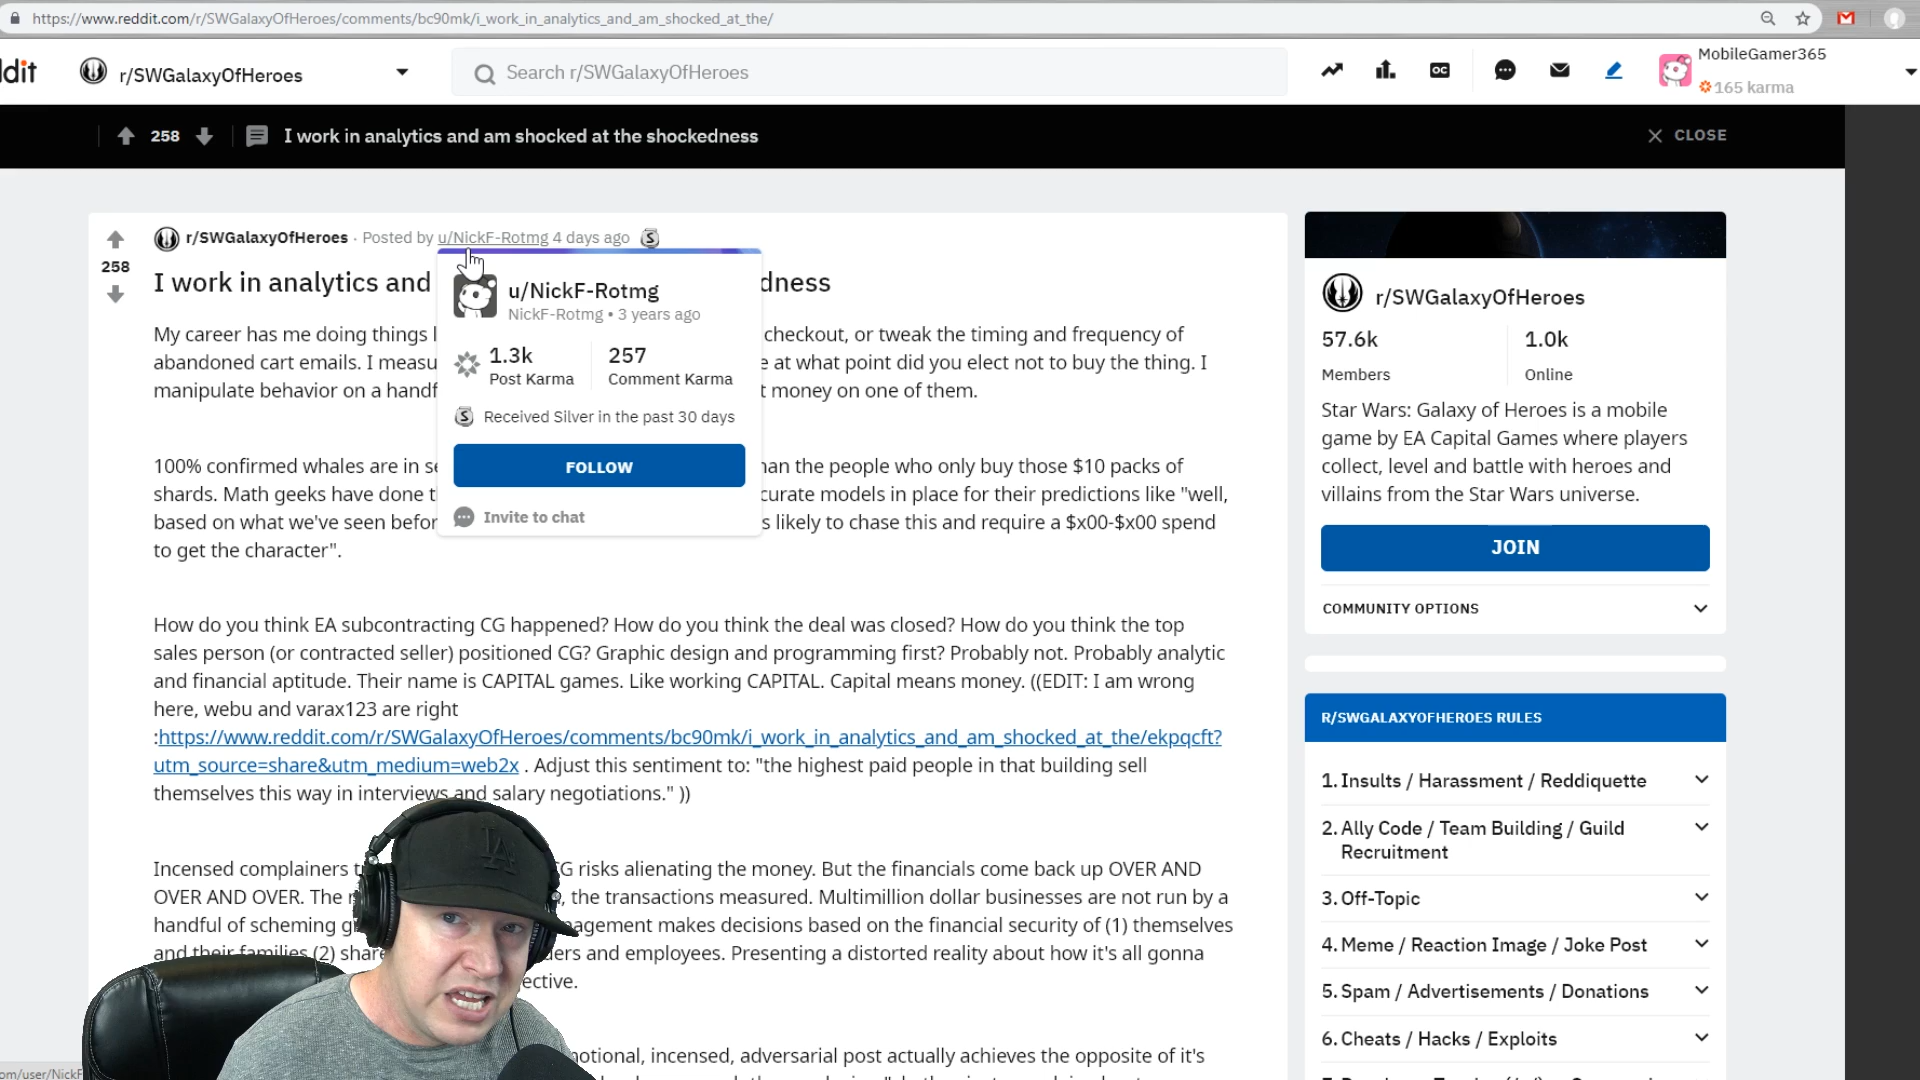 https://www.reddit.com/r/SWGalaxyOfHeroes/comments/bc90mk/i_work_in_analytics_and_am_shocked_at_the/
dit
r/SWGalaxyOfHeroes
Search r/SWGalaxyOfHeroes
OC
MobileGamer365
165 karma
258
I work in analytics and am shocked at the shockedness
CLOSE
r/SWGalaxyOfHeroes · Posted by u/NickF-Rotmg 4 days ago
258
I work in analytics and dness
My career has me doing things checkout, or tweak the timing and frequency of
abandoned cart emails. I measu e at what point did you elect not to buy the thing. I
manipulate behavior on a handf t money on one of them.
u/NickF-Rotmg
NickF-Rotmg • 3 years ago
1.3k
Post Karma
257
Comment Karma
Received Silver in the past 30 days
FOLLOW
Invite to chat
100% confirmed whales are in se han the people who only buy those $10 packs of
shards. Math geeks have done t curate models in place for their predictions like "well,
based on what we've seen befor s likely to chase this and require a $x00-$x00 spend
to get the character".
How do you think EA subcontracting CG happened? How do you think the deal was closed? How do you think the top
sales person (or contracted seller) positioned CG? Graphic design and programming first? Probably not. Probably analytic
and financial aptitude. Their name is CAPITAL games. Like working CAPITAL. Capital means money. ((EDIT: I am wrong
here, webu and varax123 are right
:https://www.reddit.com/r/SWGalaxyOfHeroes/comments/bc90mk/i_work_in_analytics_and_am_shocked_at_the/ekpqcft?
utm_source=share&utm_medium=web2x . Adjust this sentiment to: "the highest paid people in that building sell
themselves this way in interviews and salary negotiations." ))
Incensed complainers t G risks alienating the money. But the financials come back up OVER AND
OVER AND OVER. The , the transactions measured. Multimillion dollar businesses are not run by a
handful of scheming g agement makes decisions based on the financial security of (1) themselves
and their families (2) share ders and employees. Presenting a distorted reality about how it's all gonna
ective.
otional, incensed, adversarial post actually achieves the opposite of it's
om/user/NickF
LA
r/SWGalaxyOfHeroes
57.6k
Members
1.0k
Online
Star Wars: Galaxy of Heroes is a mobile
game by EA Capital Games where players
collect, level and battle with heroes and
villains from the Star Wars universe.
JOIN
COMMUNITY OPTIONS
R/SWGALAXYOFHEROES RULES
1. Insults / Harassment / Reddiquette
2. Ally Code / Team Building / Guild
Recruitment
3. Off-Topic
4. Meme / Reaction Image / Joke Post
5. Spam / Advertisements / Donations
6. Cheats / Hacks / Exploits